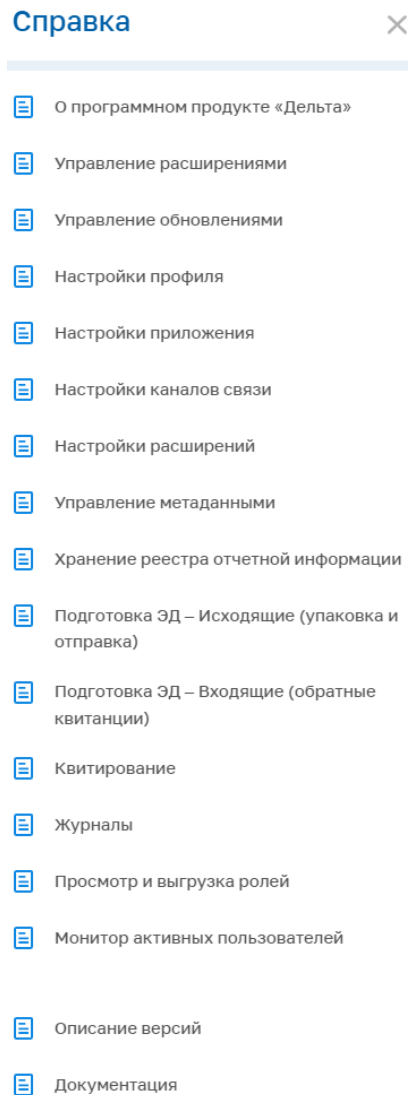 Справка
О программном продукте «Дельта»
Управление расширениями
Управление обновлениями
Настройки профиля
Настройки приложения
Настройки каналов связи
Настройки расширений
Управление метаданными
Хранение реестра отчетной информации
Подготовка ЭД – Исходящие (упаковка и
отправка)
Подготовка ЭД – Входящие (обратные
квитанции)
Квитирование
Журналы
Просмотр и выгрузка ролей
Монитор активных пользователей
Описание версий
Документация